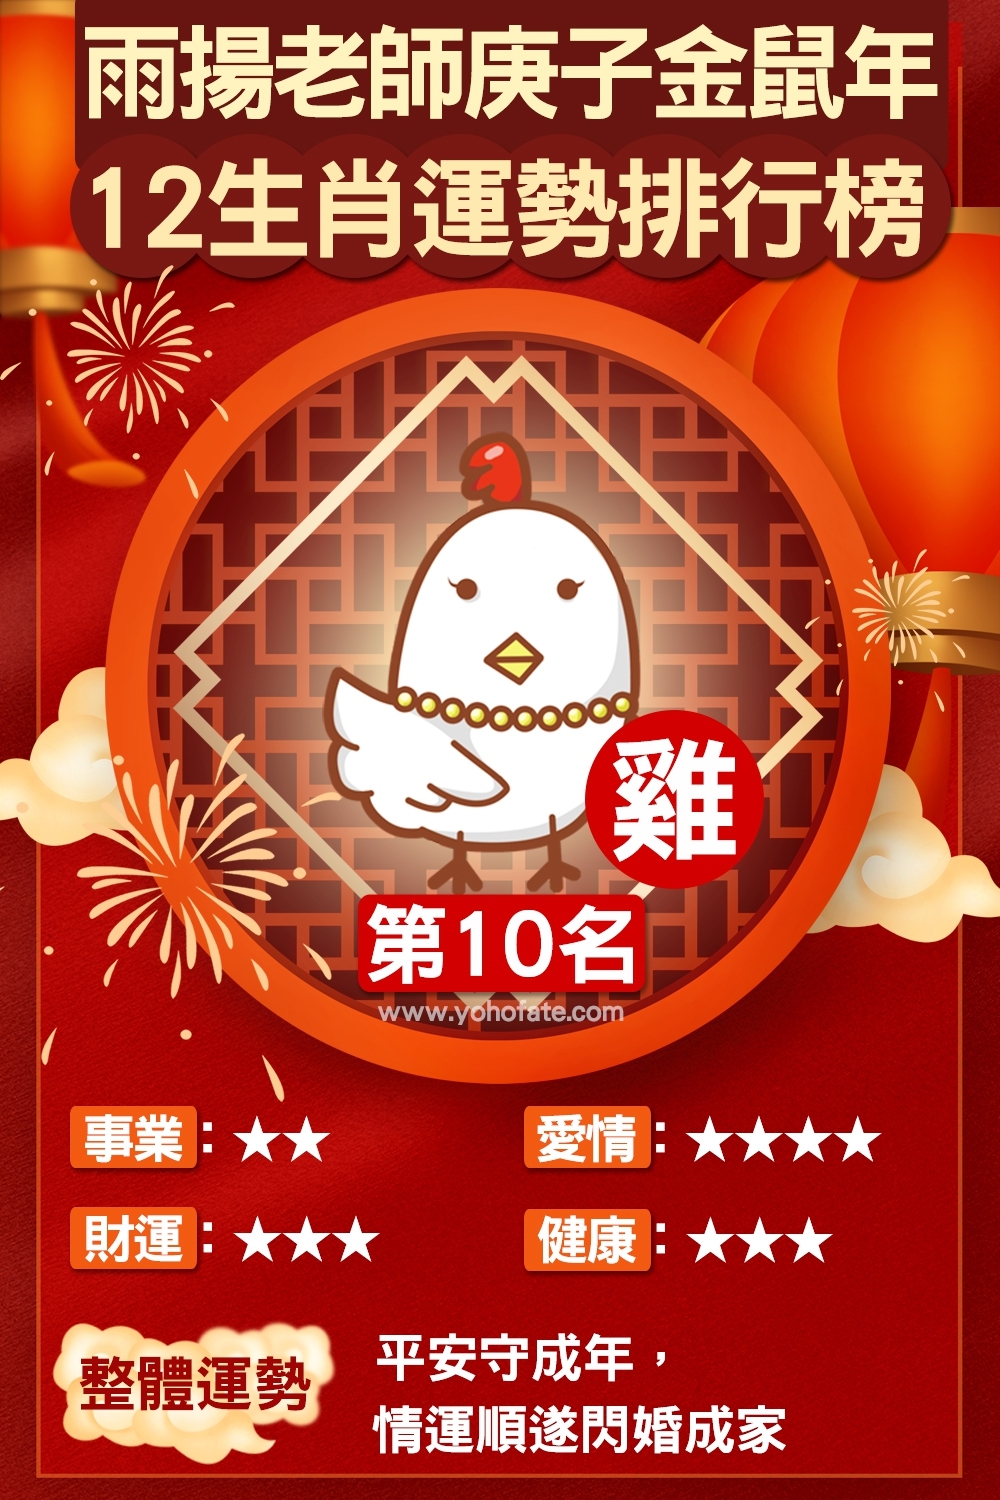 雨揚老師庚子金鼠年
12生肖運勢排行榜
雞
第10名
www.yohofate.com
事業：★★
愛情：★★★★
財運：★★★
健康：★★★
整體運勢
平安守成年，
情運順遂閃婚成家